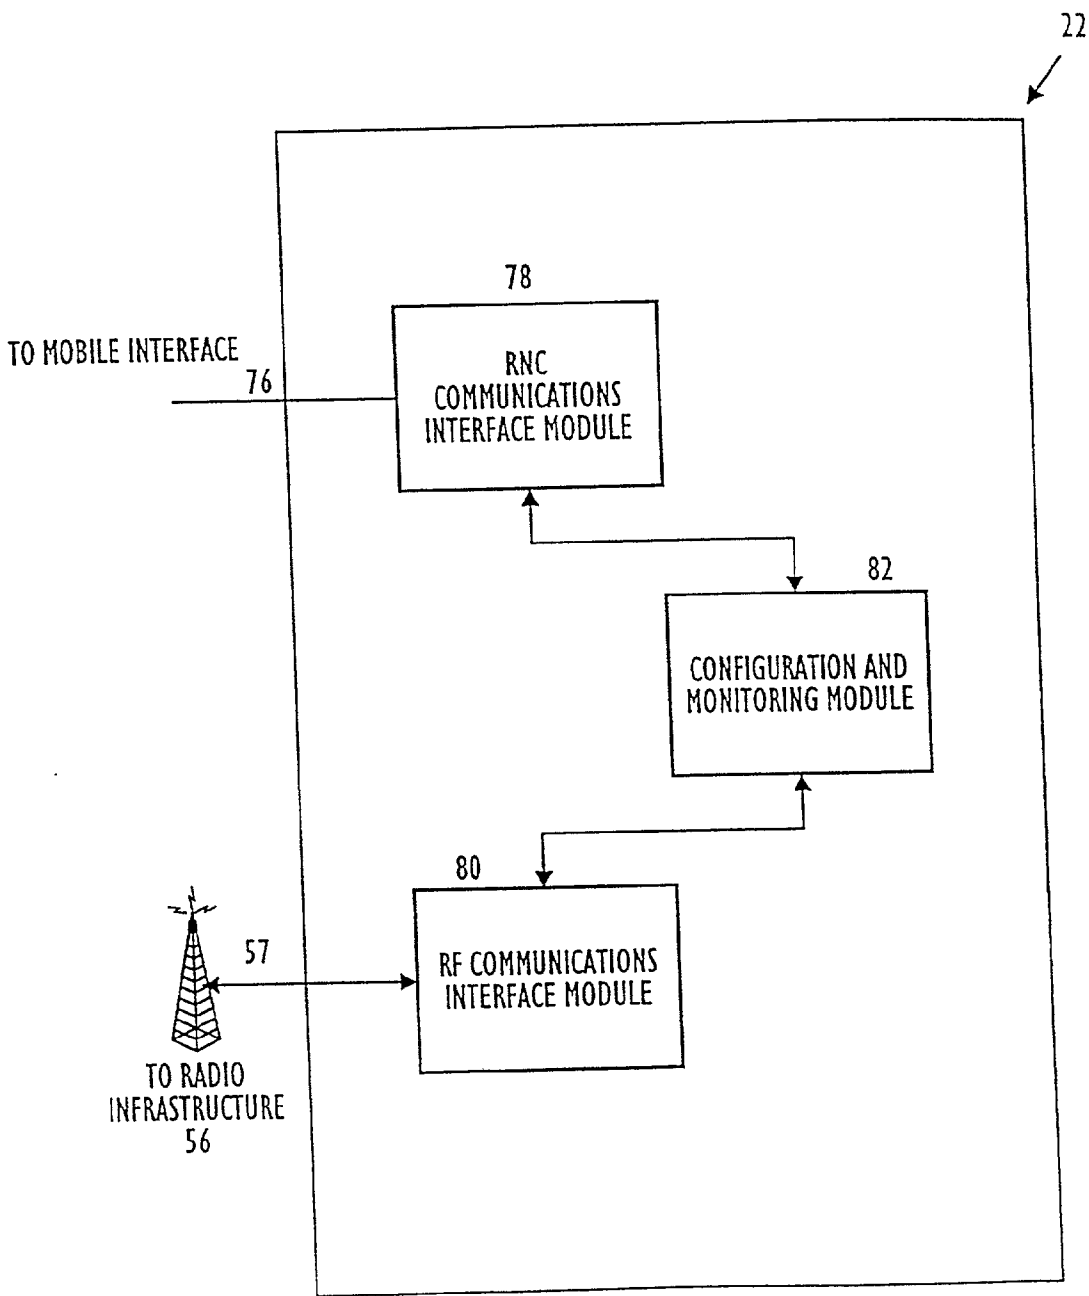 22
78
TO MOBILE INTERFACE
76
RNC
COMMUNICATIONS
INTERFACE MODULE
82
CONFIGURATION AND
MONITORING MODULE
80
57
RF COMMUNICATIONS
INTERFACE MODULE
TO RADIO
INFRASTRUCTURE
56